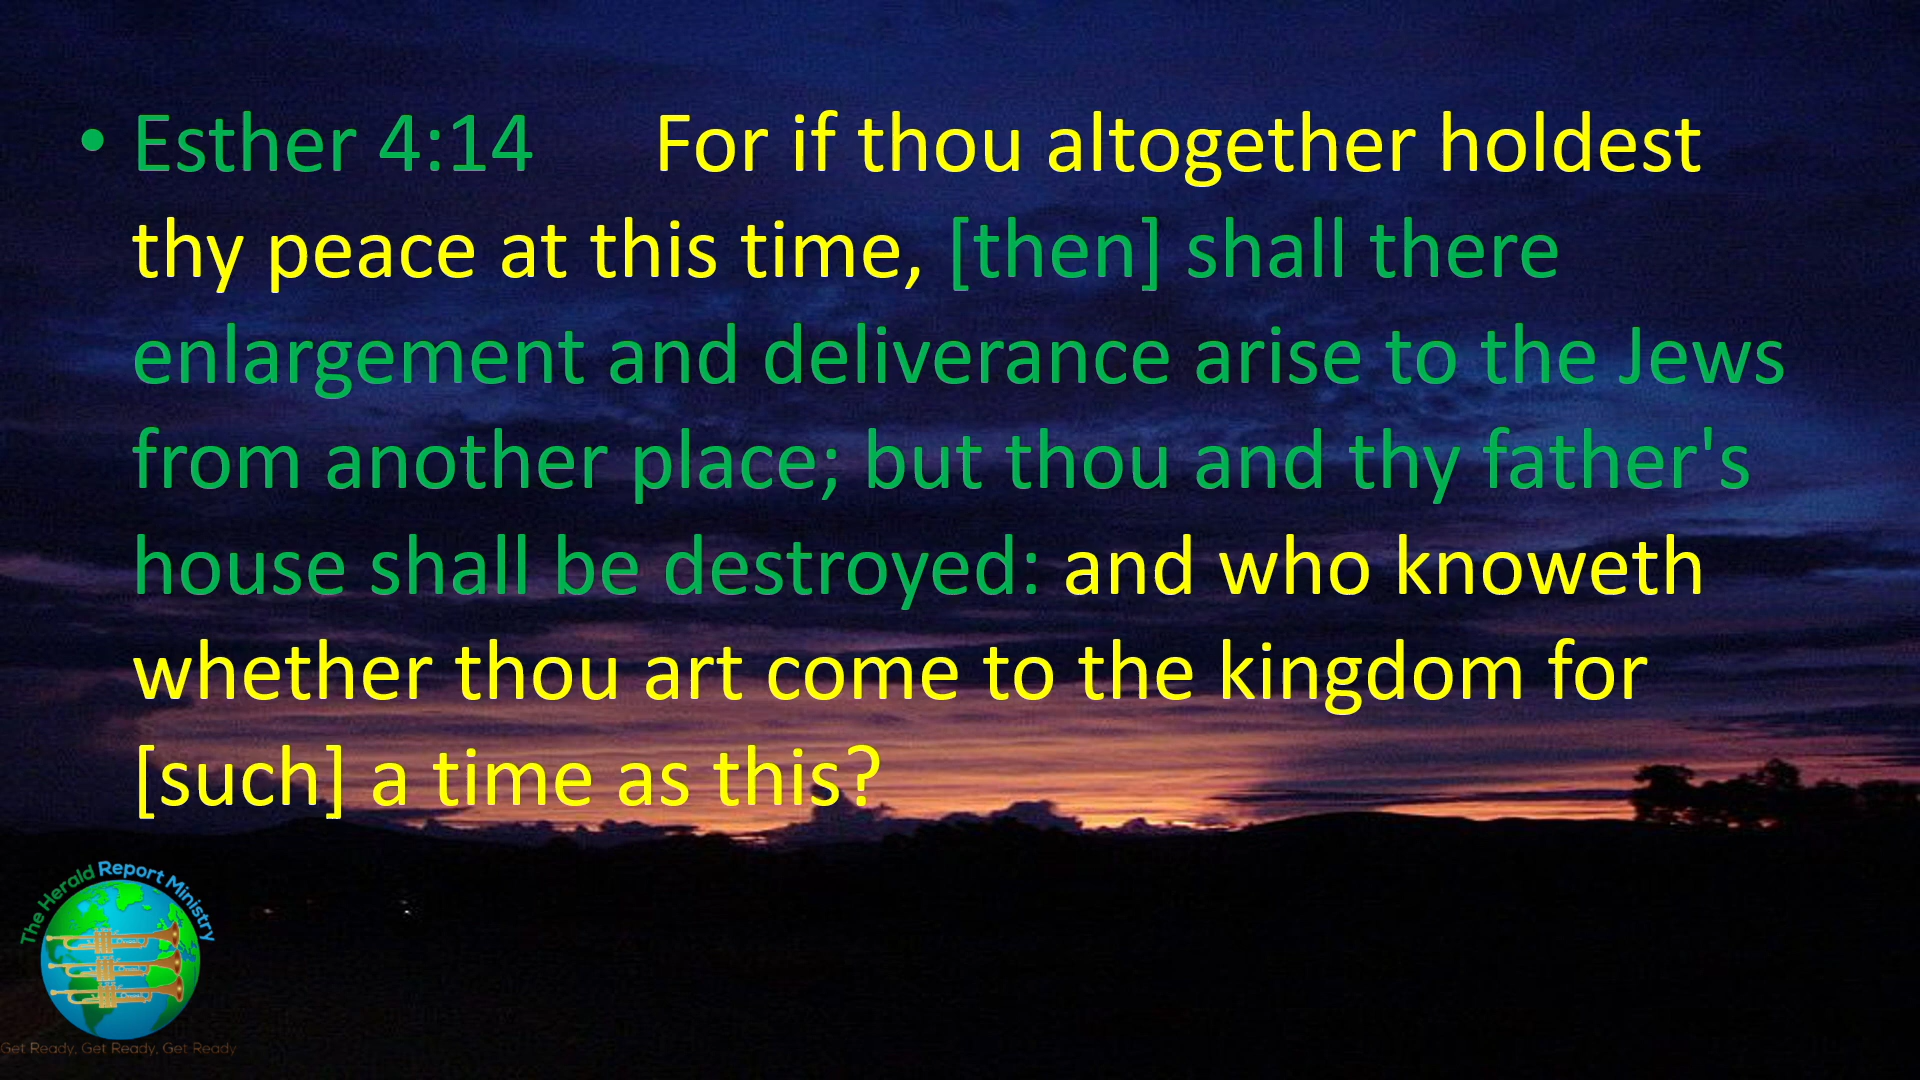 • Esther 4:14 For if thou altogether holdest
thy peace at this time, [then] shall there
enlargement and deliverance arise to the Jews
from another place; but thou and thy father's
house shall be destroyed: and who knoweth
whether thou art come to the kingdom for
[such] a time as this?
The Herald Report Ministry
Get Ready, Get Ready, Get Ready